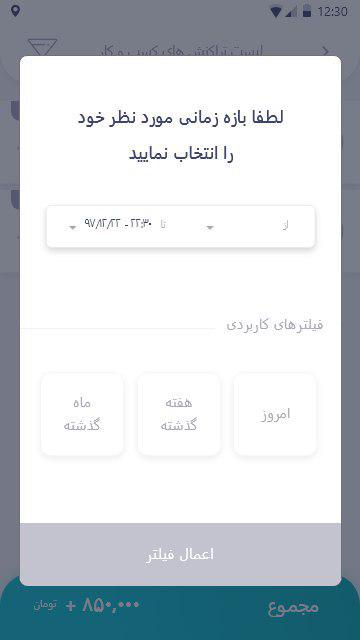 12:30
لیست تراکنش های کسب و کار
لطفا بازه زمانی مورد نظر خود
را انتخاب نمایید
از
تا ۲۲:۳۰ - ۹۷/۱۲/۲۲
فیلترهای کاربردی
امروز
هفته
گذشته
ماه
گذشته
اعمال فیلتر
مجموع
+ ۸۵۰,۰۰۰ تومان